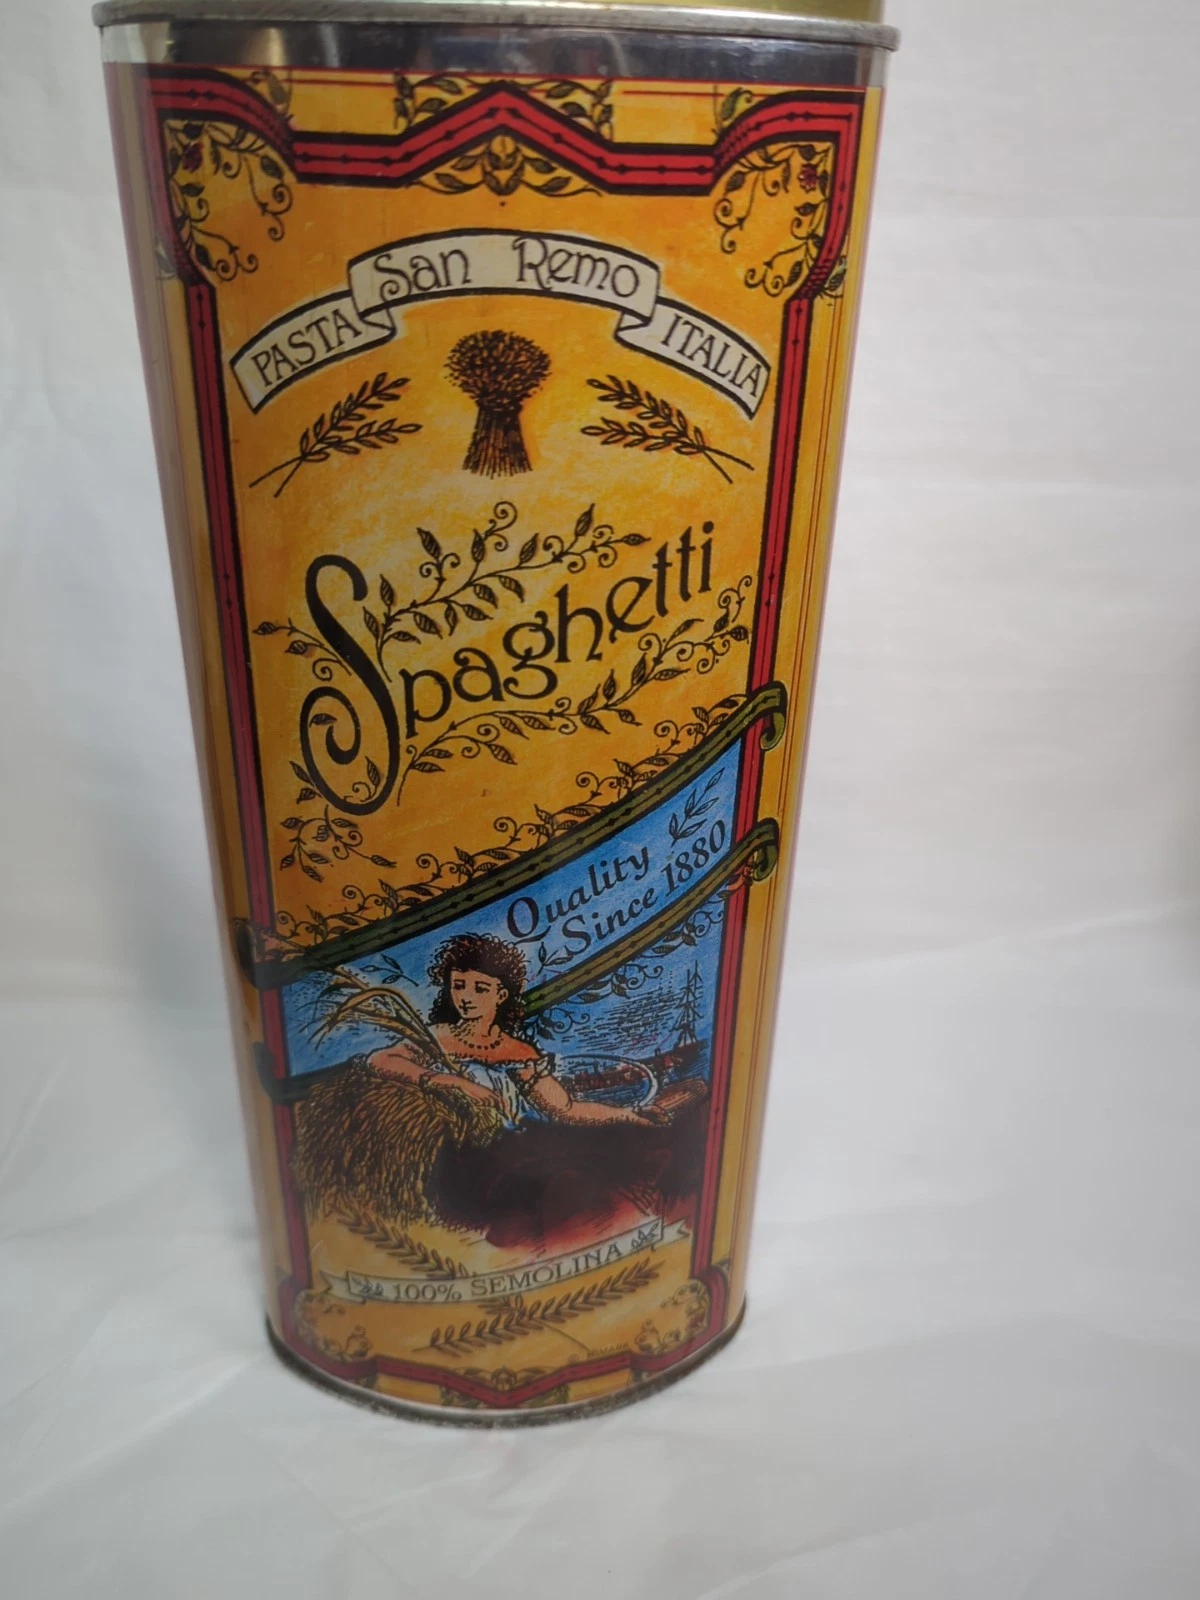 San Remo
PASTA ITALIA
Spaghetti
Quality
Since 1880
100% SEMOLINA